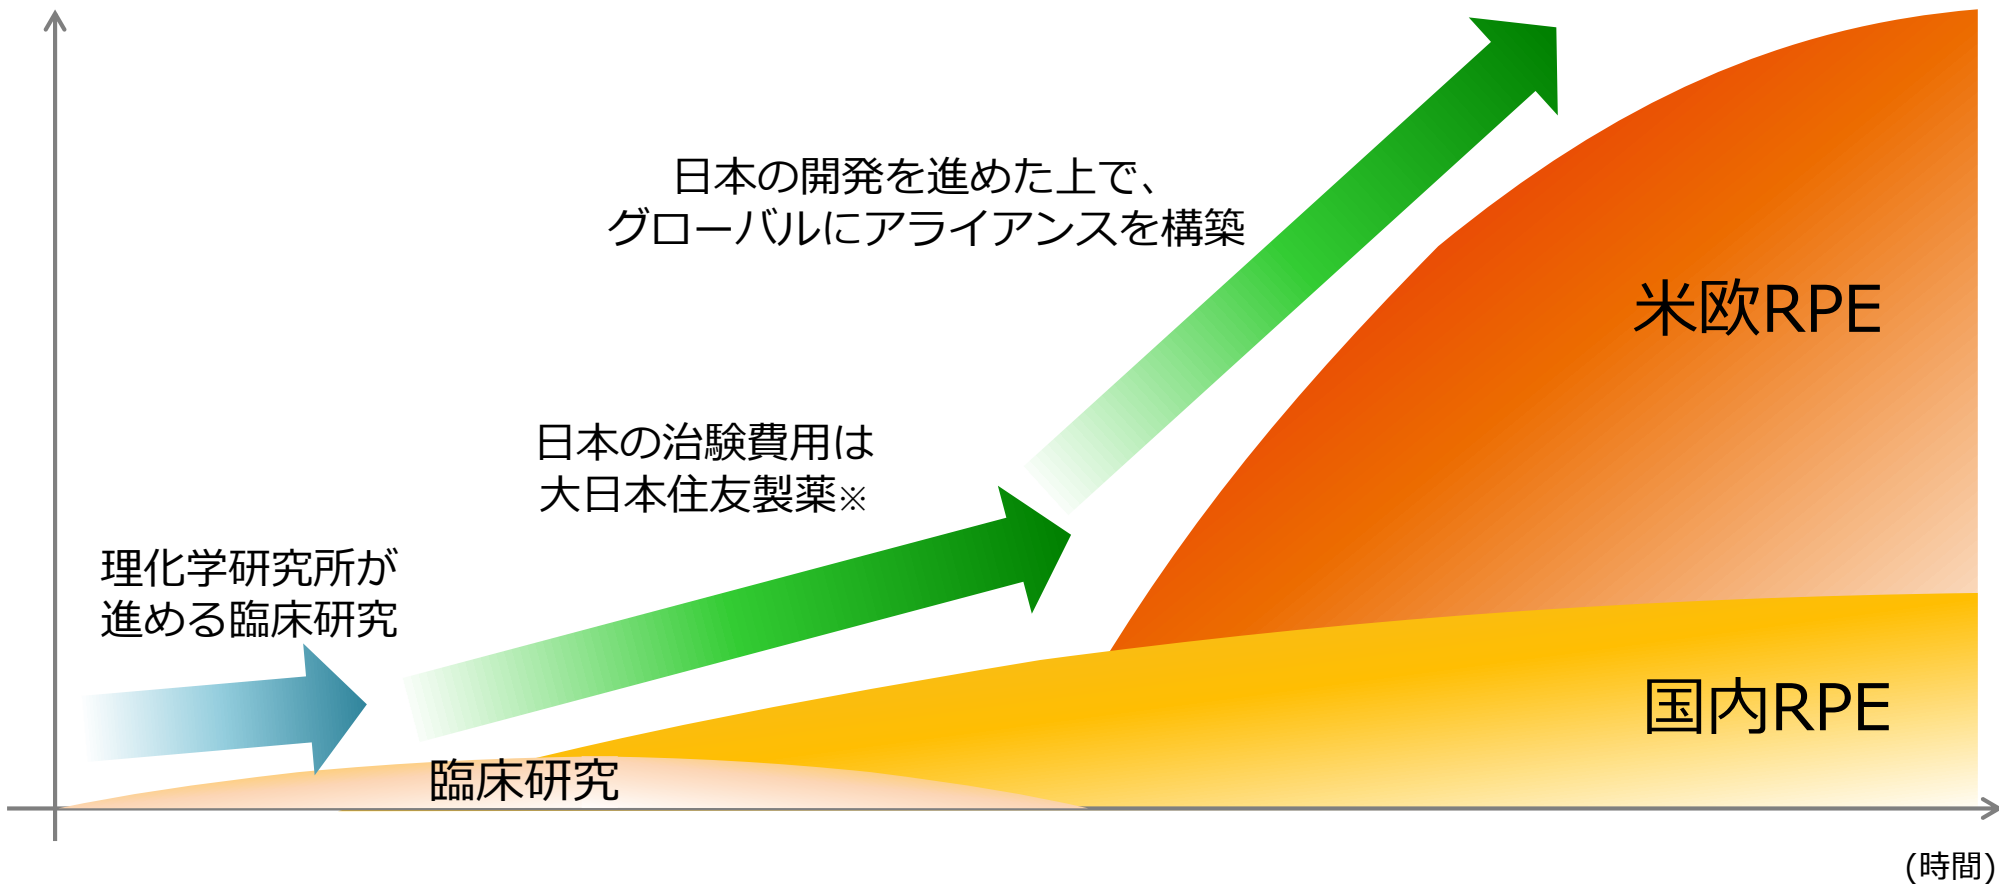 日本の開発を進めた上で、
グローバルにアライアンスを構築
米欧RPE
日本の治験費用は
大日本住友製薬※
理化学研究所が
進める臨床研究
国内RPE
臨床研究
(時間)